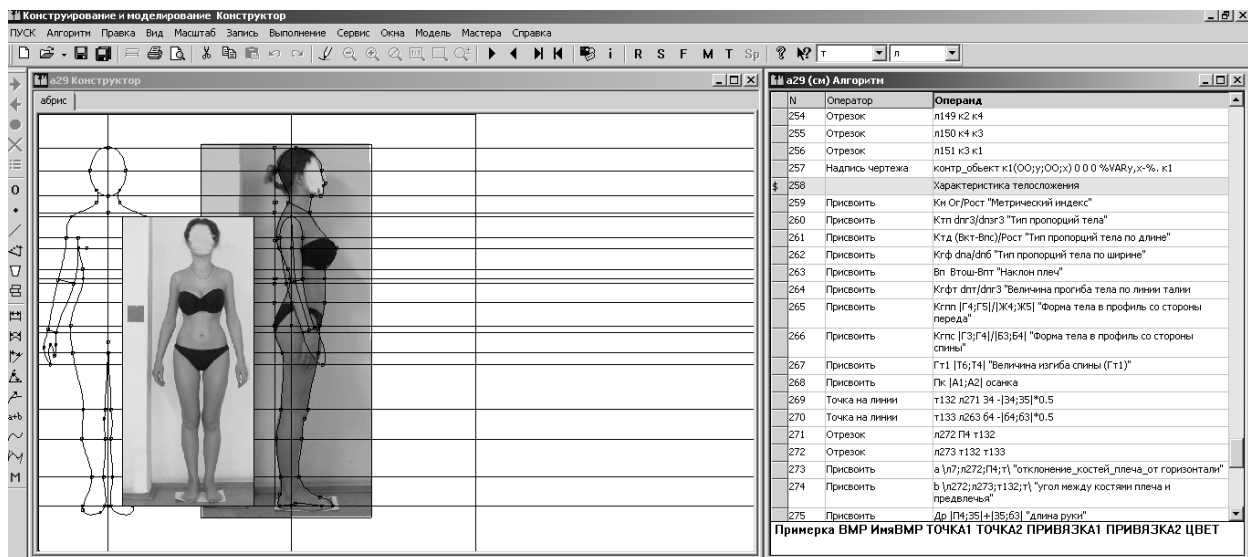 Конструирование и моделирование Конструктор
ПУСК Алгоритм Правка Вид Масштаб Запись Выполнение Сервис Окна Модель Мастера Справка
i R S F M T Sp т л
а29 Конструктор
абрис
0
a+b
M
а29 (см) Алгоритм
N Оператор Операнд
254 Отрезок л149 к2 к4
255 Отрезок л150 к4 к3
256 Отрезок л151 к3 к1
257 Надпись чертежа контр_обьект к1(ОО;у;ОО;х) 0 0 0 %VARy,x-%. к1
$ 258 Характеристика телосложения
259 Присвоить Км Ог/Рост "Метрический индекс"
260 Присвоить Ктп dпг3/dпзг3 "Тип пропорций тела"
261 Присвоить Ктд (Вкт-Впс)/Рост "Тип пропорций тела по длине"
262 Присвоить Кгф dпа/dпб "Тип пропорций тела по ширине"
263 Присвоить Вп Втош-Впт "Наклон плеч"
264 Присвоить Кгфт dпт/dпг3 "Величина прогиба тела по линии талии
265 Присвоить Кгпп |Г4;Г5|/|Ж4;Ж5| "Форма тела в профиль со стороны
переда"
266 Присвоить Кгпс |Г3;Г4|/|Б3;Б4| "Форма тела в профиль со стороны
спины"
267 Присвоить Гт1 |Т6;Т4| "Величина изгиба спины (Гт1)"
268 Присвоить Пк |А1;А2| осанка
269 Точка на линии т132 л271 34 -|34;35|*0.5
270 Точка на линии т133 л263 64 -|64;63|*0.5
271 Отрезок л272 П4 т132
272 Отрезок л273 т132 т133
273 Присвоить а \л7;л272;П4;т\ "отклонение_костей_плеча_от горизонтали"
274 Присвоить b \л272;л273;т132;т\ "угол между костями плеча и
предвлечья"
275 Присвоить Др |П4;35|+|35;63| "длина руки"
Примерка BMP ИмяBMP ТОЧКА1 ТОЧКА2 ПРИВЯЗКА1 ПРИВЯЗКА2 ЦВЕТ